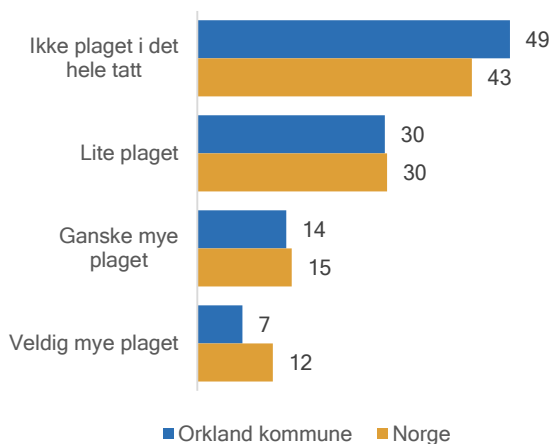 Ikke plaget i det
hele tatt
49
43
Lite plaget
30
30
Ganske mye
plaget
14
15
Veldig mye plaget
7
12
Orkland kommune
Norge